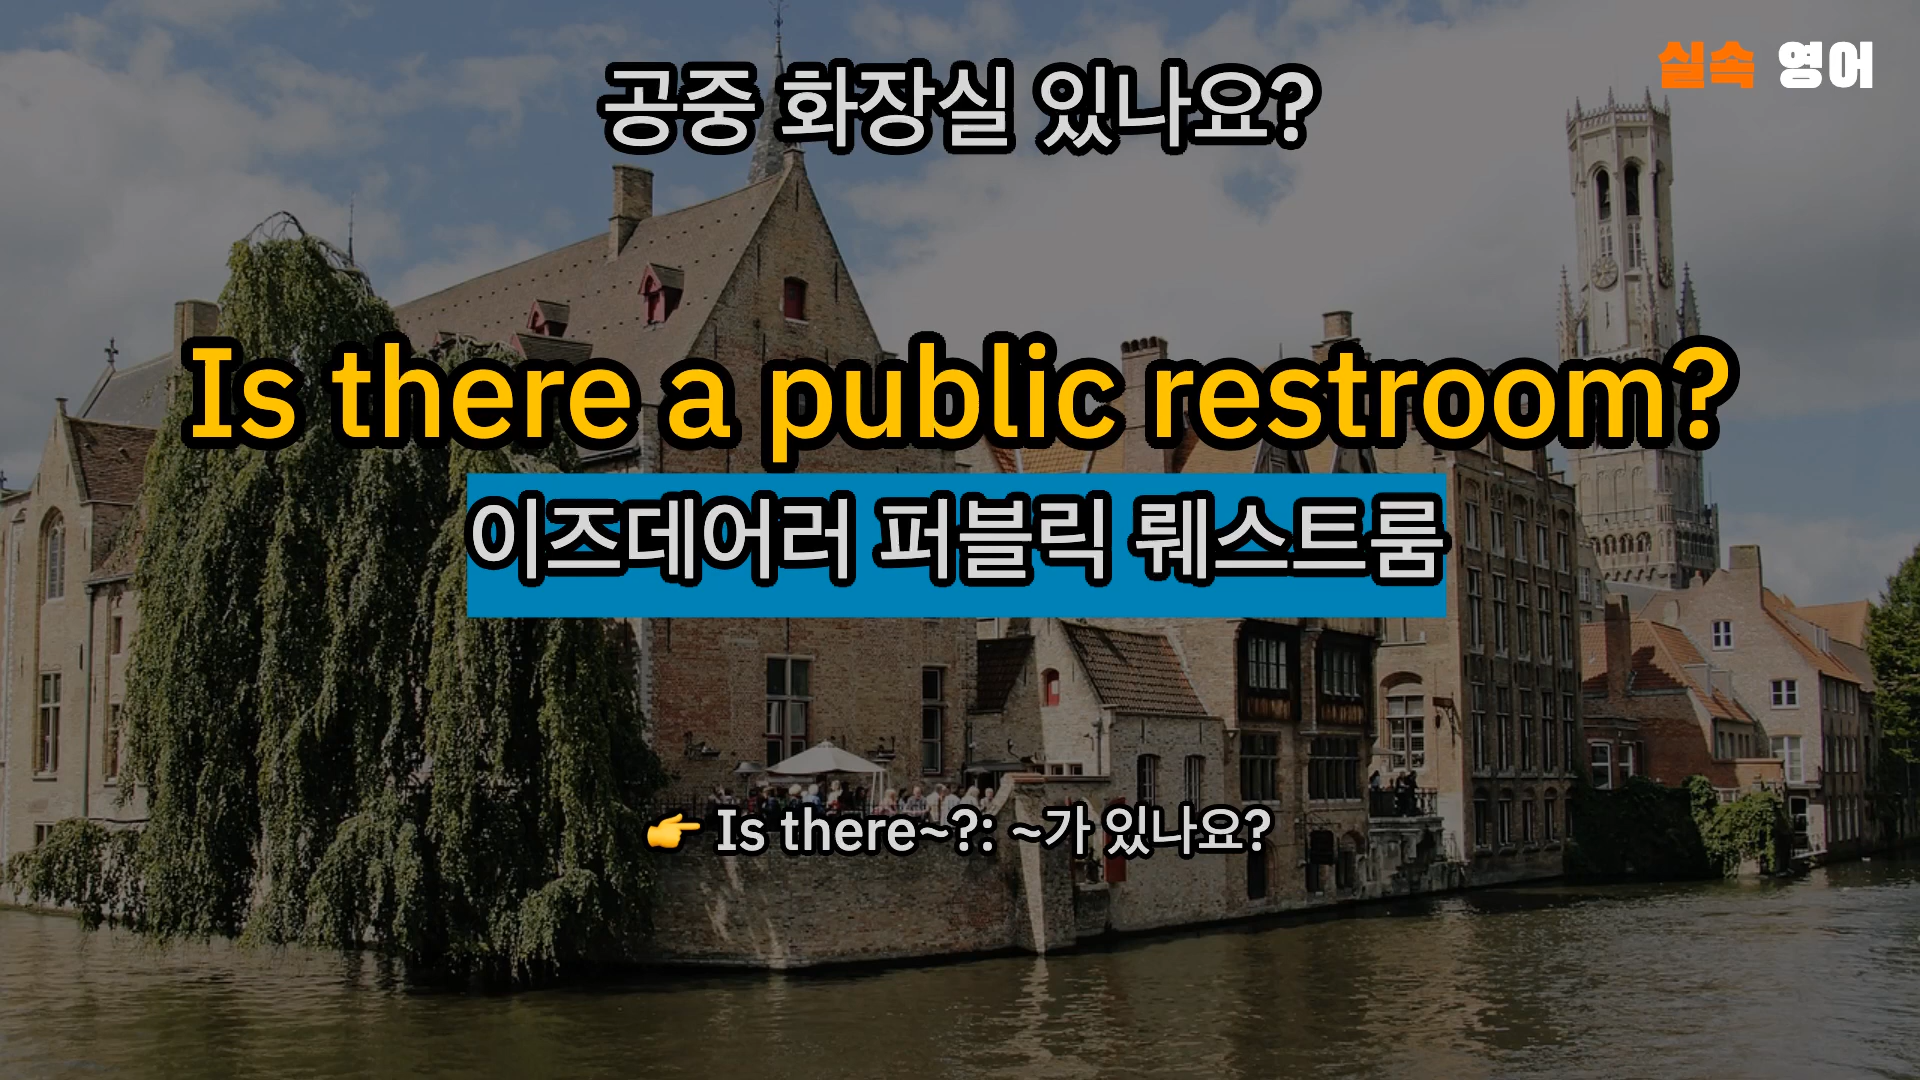 실속 영어
공중 화장실 있나요?
Is there a public restroom?
이즈데어러 퍼블릭 뤠스트룸
👉 Is there~?: ~가 있나요?